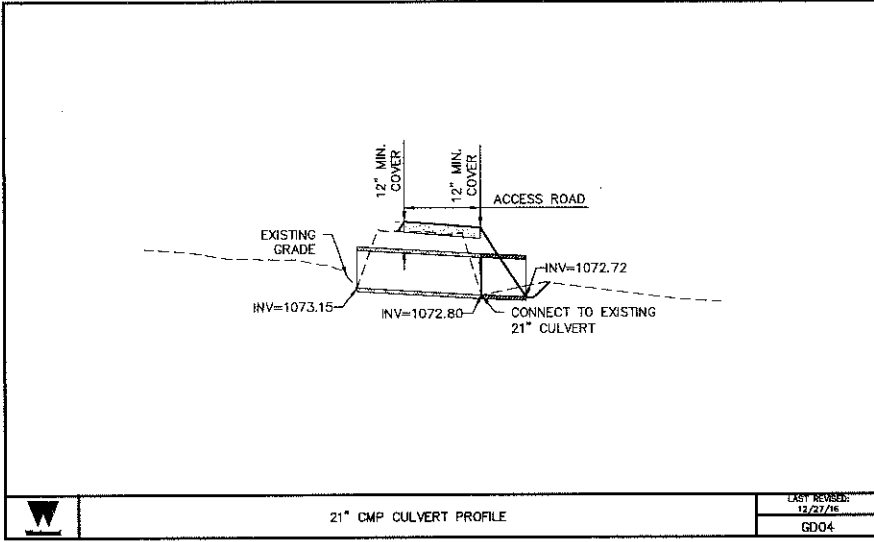 12" MIN.
COVER
12" MIN.
COVER
ACCESS ROAD
EXISTING
GRADE
INV=1072.72
INV=1073.15
INV=1072.80
CONNECT TO EXISTING
21" CULVERT
W
21" CMP CULVERT PROFILE
LAST REVISED:
12/27/16
GD04